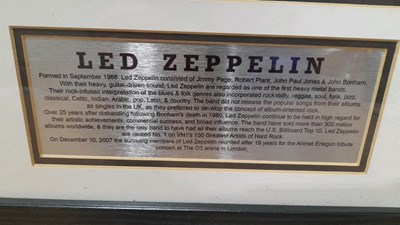 LED ZEPPELIN
Formed in September 1968. Led Zeppelin consisted of Jimmy Page, Robert Plant, John Paul Jones & John Bonham.
With their heavy, guitar-driven sound, Led Zeppelin are regarded as one of the first heavy metal bands.
Their rock-infused interpretation of the blues & folk genres also incorporated rockabilly, raggae, soul, funk, jazz,
classical, Celtic, Indian, Arabic, pop, Latin, & country. The band did not release the popular songs from their albums
as singles in the UK, as they preferred to develop the concept of album-oriented rock.
Over 25 years after disbanding following Bonham's death in 1980, Led Zeppelin continue to be held in high regard for
their artistic achievements, commercial success, and broad influence. The band have sold more than 300 million
albums worldwide, & they are the only band to have had all their albums reach the U.S. Billboard Top 10. Led Zeppelin
are ranked No. 1 on VH1's 100 Greatest Artists of Hard Rock.
On December 10, 2007 the surviving members of Led Zeppelin reunited after 19 years for the Ahmet Ertegün tribute
concert at The O2 arena in London.